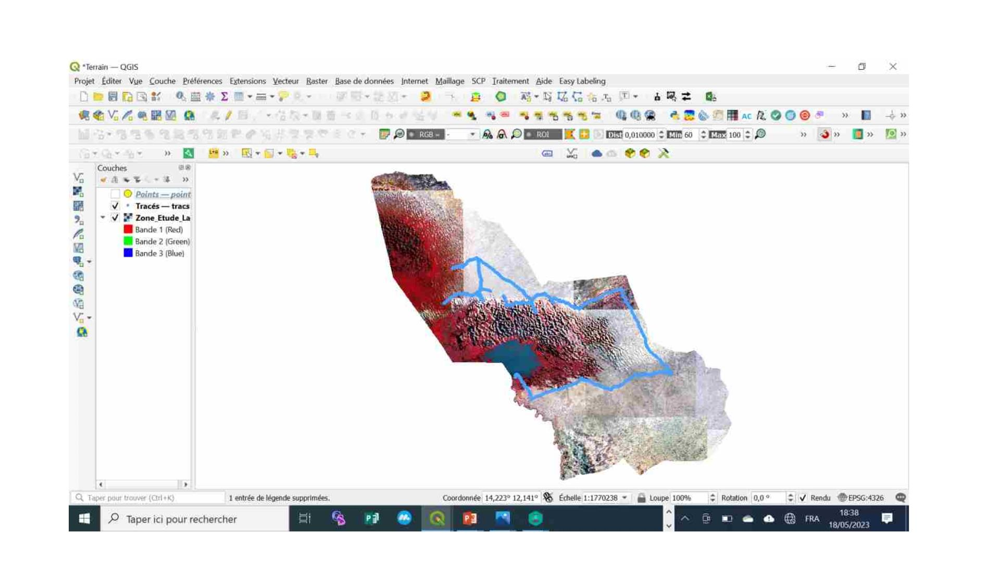 *Terrain — QGIS
Projet Éditer Vue Couche Préférences Extensions Vecteur Raster Base de données Internet Maillage SCP Traitement Aide Easy Labeling
AC
RGB = - ROI Dist 0,010000 Min 60 Max 100
Couches
Points — point
Tracés — tracs
Zone_Etude_La
Bande 1 (Red)
Bande 2 (Green)
Bande 3 (Blue)
Taper pour trouver (Ctrl+K) 1 entrée de légende supprimées. Coordonnée 14,223° 12,141° Échelle 1:1770238 Loupe 100% Rotation 0,0 ° Rendu EPSG:4326
Taper ici pour rechercher FRA 18:38
18/05/2023